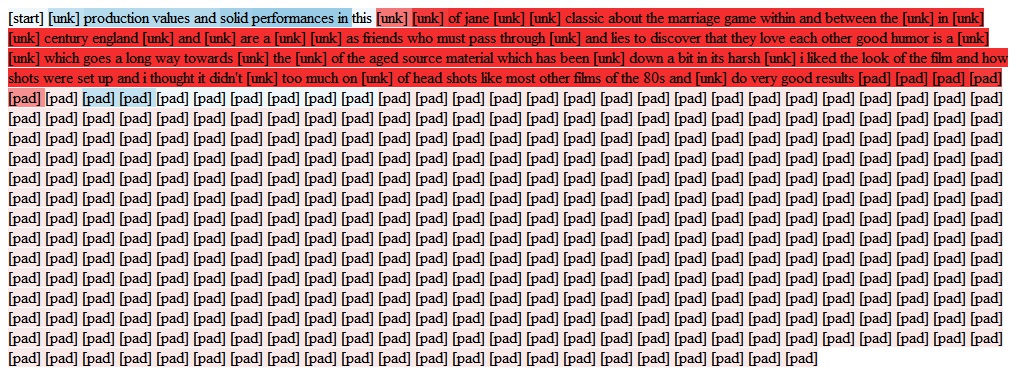 [start] [unk] production values and solid performances in this [unk] [unk] of jane [unk] [unk] classic about the marriage game within and between the [unk] in [unk]
[unk] century england [unk] and [unk] are a [unk] [unk] as friends who must pass through [unk] and lies to discover that they love each other good humor is a [unk]
[unk] which goes a long way towards [unk] the [unk] of the aged source material which has been [unk] down a bit in its harsh [unk] i liked the look of the film and how
shots were set up and i thought it didn't [unk] too much on [unk] of head shots like most other films of the 80s and [unk] do very good results [pad] [pad] [pad] [pad]
[pad] [pad] [pad] [pad] [pad] [pad] [pad] [pad] [pad] [pad] [pad] [pad] [pad] [pad] [pad] [pad] [pad] [pad] [pad] [pad] [pad] [pad] [pad] [pad] [pad] [pad] [pad]
[pad] [pad] [pad] [pad] [pad] [pad] [pad] [pad] [pad] [pad] [pad] [pad] [pad] [pad] [pad] [pad] [pad] [pad] [pad] [pad] [pad] [pad] [pad] [pad] [pad] [pad] [pad]
[pad] [pad] [pad] [pad] [pad] [pad] [pad] [pad] [pad] [pad] [pad] [pad] [pad] [pad] [pad] [pad] [pad] [pad] [pad] [pad] [pad] [pad] [pad] [pad] [pad] [pad] [pad]
[pad] [pad] [pad] [pad] [pad] [pad] [pad] [pad] [pad] [pad] [pad] [pad] [pad] [pad] [pad] [pad] [pad] [pad] [pad] [pad] [pad] [pad] [pad] [pad] [pad] [pad] [pad]
[pad] [pad] [pad] [pad] [pad] [pad] [pad] [pad] [pad] [pad] [pad] [pad] [pad] [pad] [pad] [pad] [pad] [pad] [pad] [pad] [pad] [pad] [pad] [pad] [pad] [pad] [pad]
[pad] [pad] [pad] [pad] [pad] [pad] [pad] [pad] [pad] [pad] [pad] [pad] [pad] [pad] [pad] [pad] [pad] [pad] [pad] [pad] [pad] [pad] [pad] [pad] [pad] [pad] [pad]
[pad] [pad] [pad] [pad] [pad] [pad] [pad] [pad] [pad] [pad] [pad] [pad] [pad] [pad] [pad] [pad] [pad] [pad] [pad] [pad] [pad] [pad] [pad] [pad] [pad] [pad] [pad]
[pad] [pad] [pad] [pad] [pad] [pad] [pad] [pad] [pad] [pad] [pad] [pad] [pad] [pad] [pad] [pad] [pad] [pad] [pad] [pad] [pad] [pad] [pad] [pad] [pad] [pad] [pad]
[pad] [pad] [pad] [pad] [pad] [pad] [pad] [pad] [pad] [pad] [pad] [pad] [pad] [pad] [pad] [pad] [pad] [pad] [pad] [pad] [pad] [pad] [pad] [pad] [pad] [pad] [pad]
[pad] [pad] [pad] [pad] [pad] [pad] [pad] [pad] [pad] [pad] [pad] [pad] [pad] [pad] [pad] [pad] [pad] [pad] [pad] [pad] [pad] [pad] [pad] [pad] [pad] [pad] [pad]
[pad] [pad] [pad] [pad] [pad] [pad] [pad] [pad] [pad] [pad] [pad] [pad] [pad] [pad] [pad] [pad] [pad] [pad] [pad] [pad] [pad] [pad] [pad] [pad] [pad] [pad] [pad]
[pad] [pad] [pad] [pad] [pad] [pad] [pad] [pad] [pad] [pad] [pad] [pad] [pad] [pad] [pad] [pad] [pad] [pad] [pad] [pad] [pad] [pad] [pad] [pad] [pad] [pad] [pad]
[pad] [pad] [pad] [pad] [pad] [pad] [pad] [pad] [pad] [pad] [pad] [pad] [pad] [pad] [pad] [pad] [pad] [pad] [pad] [pad] [pad] [pad] [pad] [pad] [pad] [pad] [pad]
[pad] [pad] [pad] [pad] [pad] [pad] [pad] [pad] [pad] [pad] [pad] [pad] [pad] [pad] [pad] [pad] [pad] [pad] [pad] [pad] [pad] [pad]